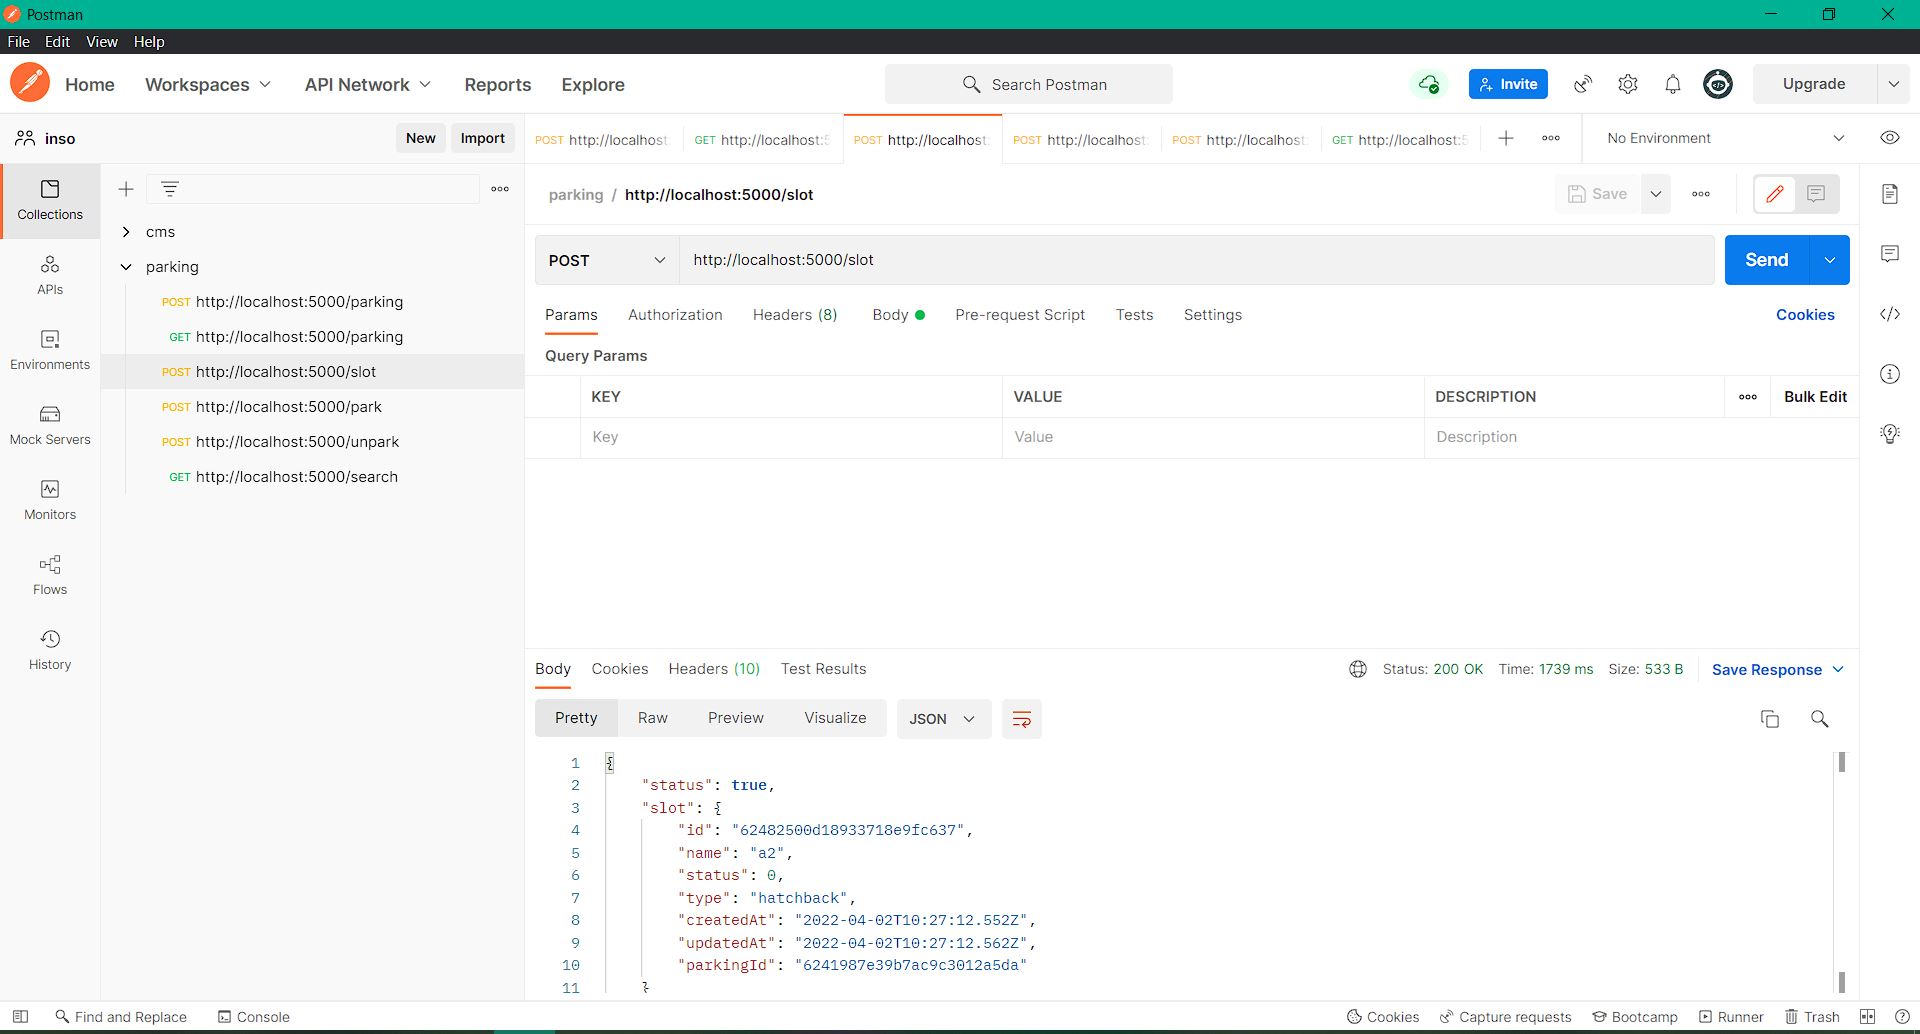 Postman
File Edit View Help
Home Workspaces API Network Reports Explore Search Postman Invite Upgrade
inso New Import
POST http://localhost: GET http://localhost:5 POST http://localhost: POST http://localhost: POST http://localhost: GET http://localhost:5 No Environment
Collections
APIs
Environments
Mock Servers
Monitors
Flows
History
cms
parking
POST http://localhost:5000/parking
GET http://localhost:5000/parking
POST http://localhost:5000/slot
POST http://localhost:5000/park
POST http://localhost:5000/unpark
GET http://localhost:5000/search
parking / http://localhost:5000/slot Save
POST http://localhost:5000/slot Send
Params Authorization Headers (8) Body Pre-request Script Tests Settings Cookies
Query Params
KEY VALUE DESCRIPTION Bulk Edit
Key Value Description
Body Cookies Headers (10) Test Results Status: 200 OK Time: 1739 ms Size: 533 B Save Response
Pretty Raw Preview Visualize JSON
1 {
2 "status": true,
3 "slot": {
4 "id": "62482500d18933718e9fc637",
5 "name": "a2",
6 "status": 0,
7 "type": "hatchback",
8 "createdAt": "2022-04-02T10:27:12.552Z",
9 "updatedAt": "2022-04-02T10:27:12.562Z",
10 "parkingId": "6241987e39b7ac9c3012a5da"
11 }
Find and Replace Console Cookies Capture requests Bootcamp Runner Trash